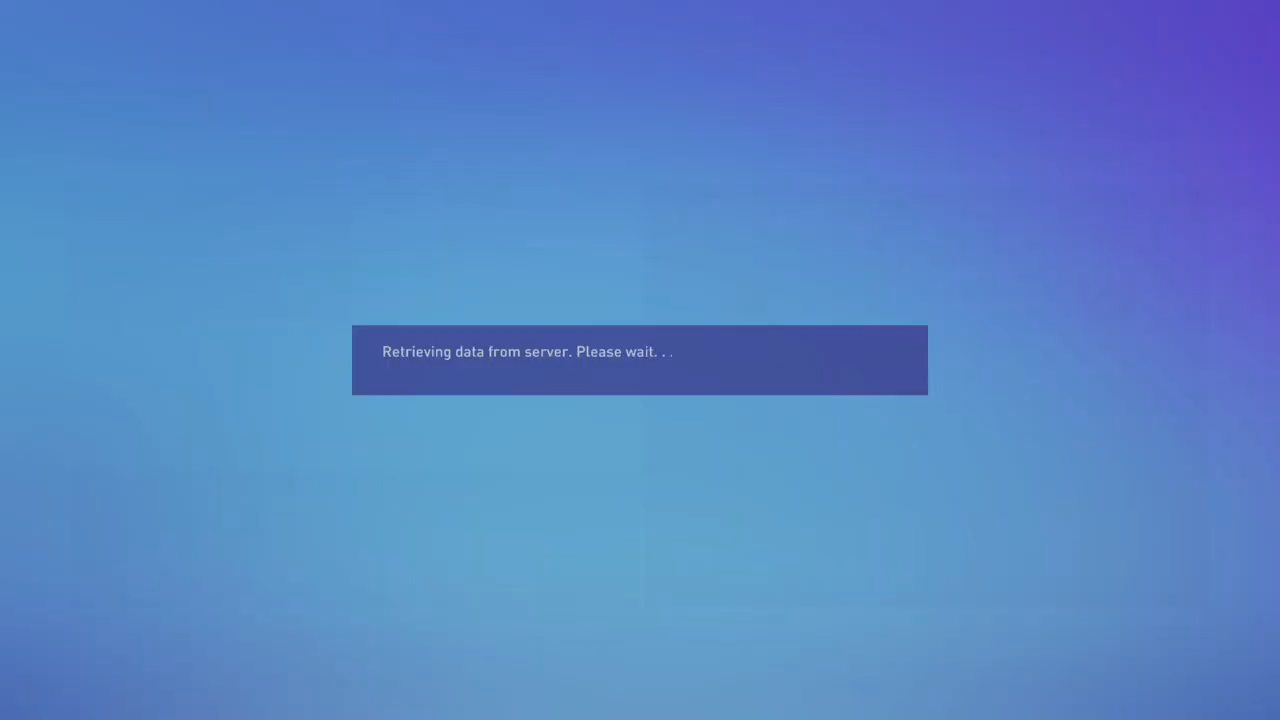 Retrieving data from server. Please wait. . .